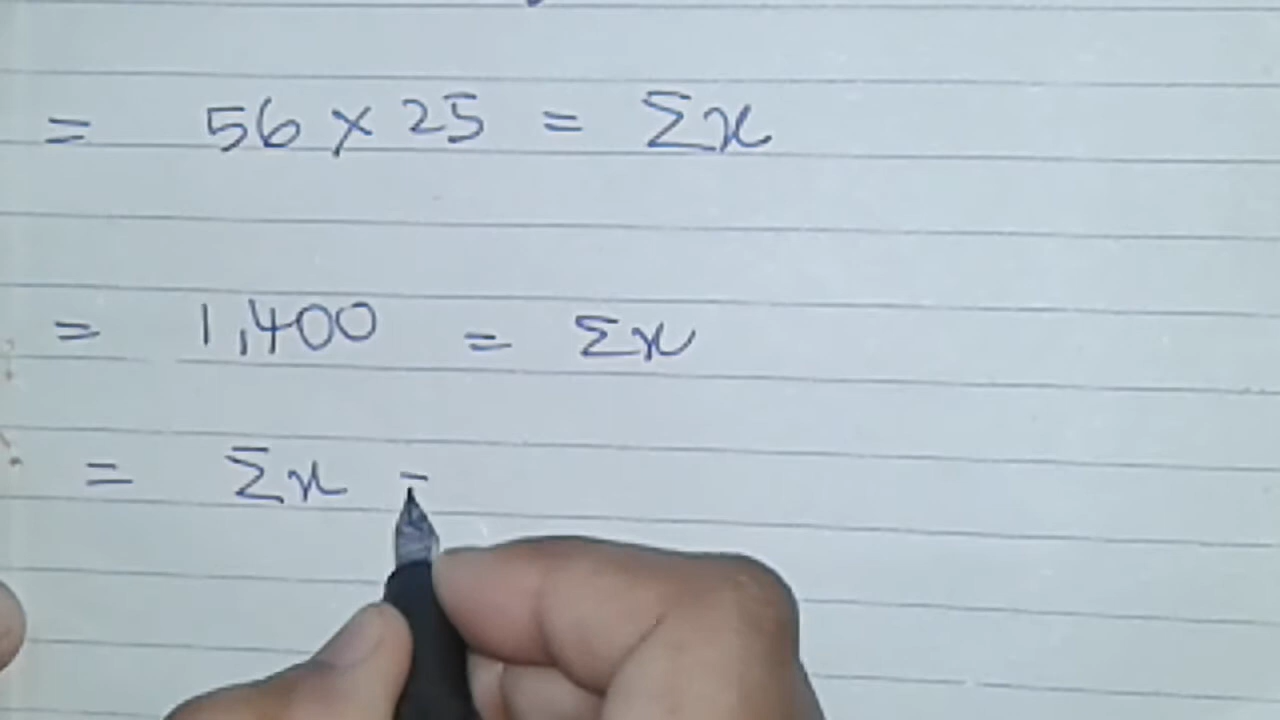 = 56 × 25 = Σx
= 1,400 = Σx
= Σx =